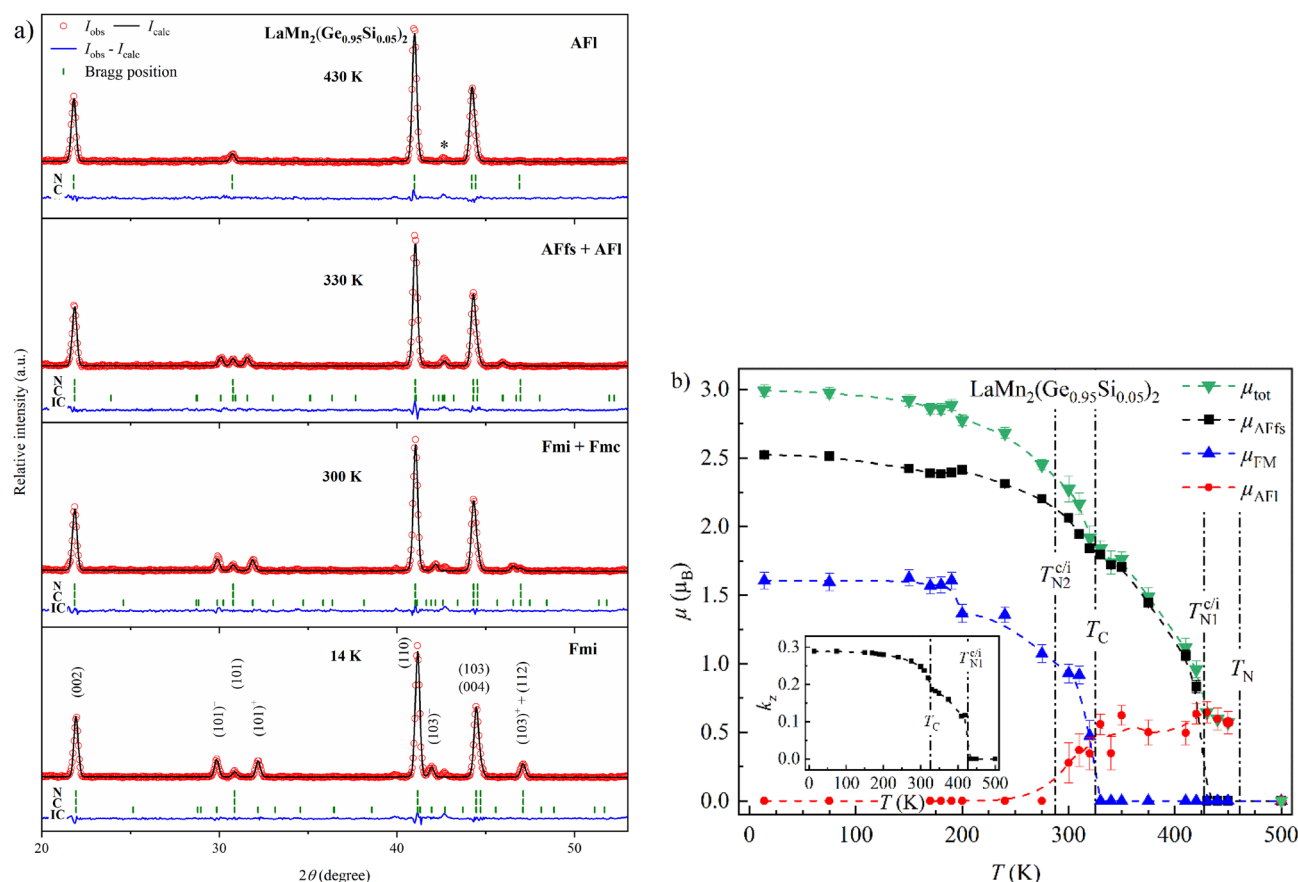 a)
I_obs — I_calc
I_obs - I_calc
Bragg position
LaMn₂(Ge₀.₉₅Si₀.₀₅)₂
AFl
430 K
*
N
C
AFfs + AFl
330 K
N
C
IC
Fmi + Fmc
300 K
N
C
IC
Fmi
14 K
(002)
(101)⁻
(101)
(101)⁺
(110)
(103)⁻
(103)
(004)
(103)⁺ + (112)
N
C
IC
20 30 40 50
2θ (degree)
Relative intensity (a.u.)
b)
LaMn₂(Ge₀.₉₅Si₀.₀₅)₂
μ_tot
μ_AFfs
μ_FM
μ_AFl
T_N2^c/i
T_C
T_N1^c/i
T_N
3.0
2.5
2.0
1.5
1.0
0.5
0.0
μ (μ_B)
0 100 200 300 400 500
T (K)
0.3
0.2
0.1
0.0
k_z
T_C
T_N1^c/i
0 100 200 300 400 500
T (K)